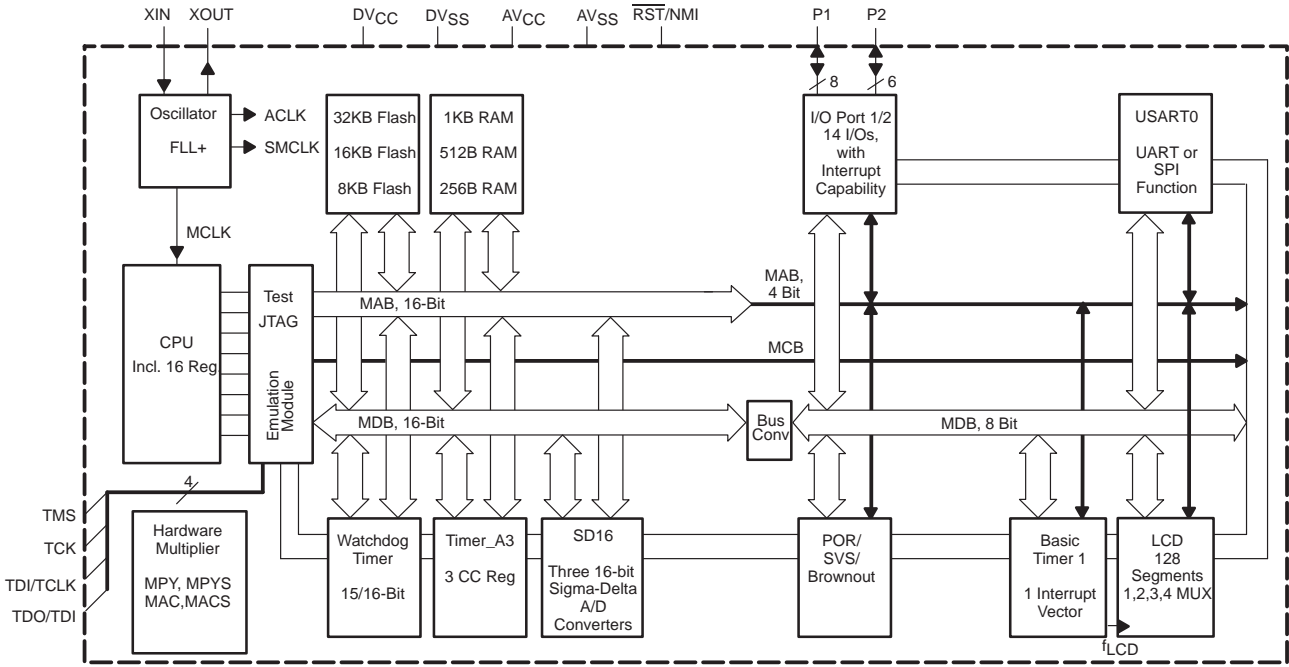 XIN
XOUT
DVCC
DVSS
AVCC
AVSS
RST/NMI
P1
P2
8
6
Oscillator
FLL+
ACLK
SMCLK
MCLK
32KB Flash
16KB Flash
8KB Flash
1KB RAM
512B RAM
256B RAM
I/O Port 1/2
14 I/Os,
with
Interrupt
Capability
USART0
UART or
SPI
Function
CPU
Incl. 16 Reg.
Test
JTAG
Emulation
Module
MAB, 16-Bit
MAB,
4 Bit
MCB
MDB, 16-Bit
Bus
Conv
MDB, 8 Bit
4
TMS
TCK
TDI/TCLK
TDO/TDI
Hardware
Multiplier
MPY, MPYS
MAC,MACS
Watchdog
Timer
15/16-Bit
Timer_A3
3 CC Reg
SD16
Three 16-bit
Sigma-Delta
A/D
Converters
POR/
SVS/
Brownout
Basic
Timer 1
1 Interrupt
Vector
LCD
128
Segments
1,2,3,4 MUX
fLCD